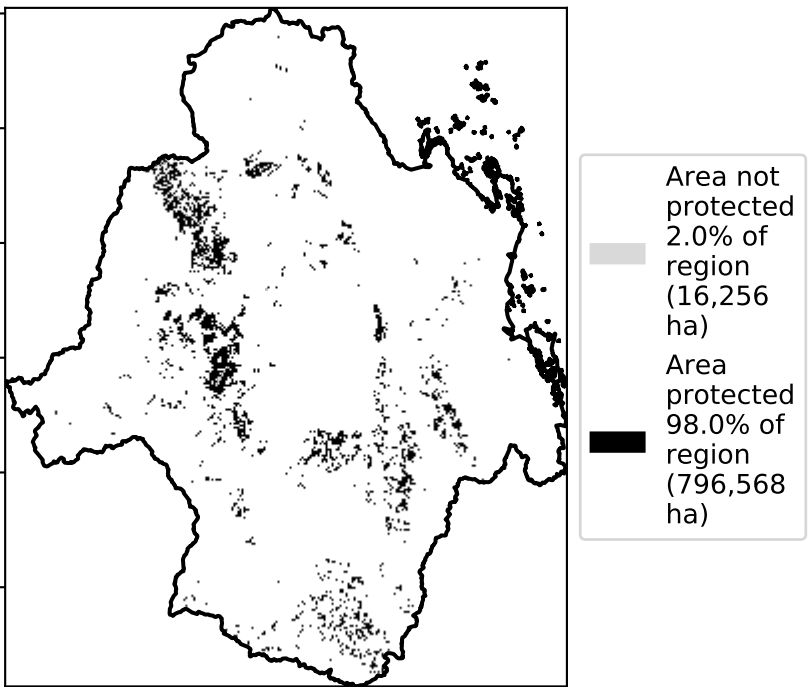 Area not
protected
2.0% of
region
(16,256
ha)
Area
protected
98.0% of
region
(796,568
ha)